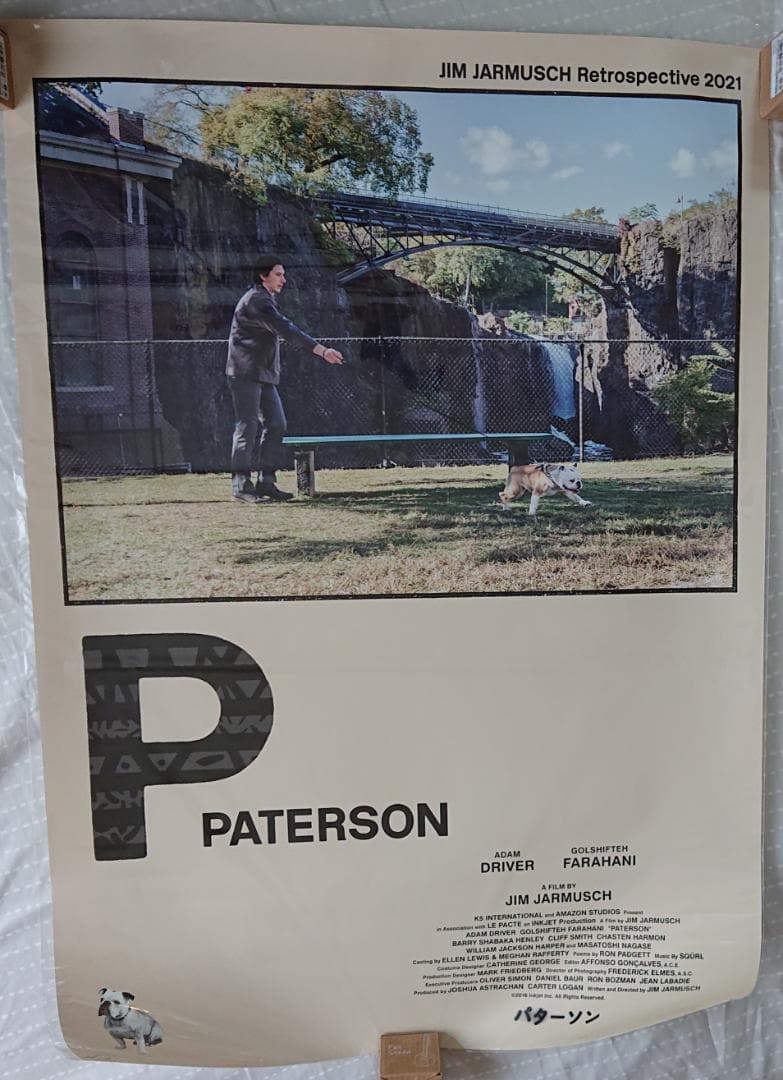 JIM JARMUSCH Retrospective 2021
P
PATERSON
ADAM DRIVER
GOLSHIFTEH FARAHANI
A FILM BY
JIM JARMUSCH
K5 INTERNATIONAL and AMAZON STUDIOS Present
in Association with LE PACTE an INKJET Production A Film by JIM JARMUSCH
ADAM DRIVER GOLSHIFTEH FARAHANI "PATERSON"
BARRY SHABAKA HENLEY CLIFF SMITH CHASTEN HARMON
WILLIAM JACKSON HARPER and MASATOSHI NAGASE
Casting by ELLEN LEWIS & MEGHAN RAFFERTY Poems by RON PADGETT Music By SQÜRL
Costume Designer CATHERINE GEORGE Editor AFFONSO GONÇALVES, A.C.E.
Production Designer MARK FRIEDBERG Director of Photography FREDERICK ELMES, A.S.C.
Executive Producers OLIVER SIMON DANIEL BAUR RON BOZMAN JEAN LABADIE
Produced by JOSHUA ASTRACHAN CARTER LOGAN Written and Directed by JIM JARMUSCH
©2016 Inkjet Inc. All Rights Reserved.
パターソン